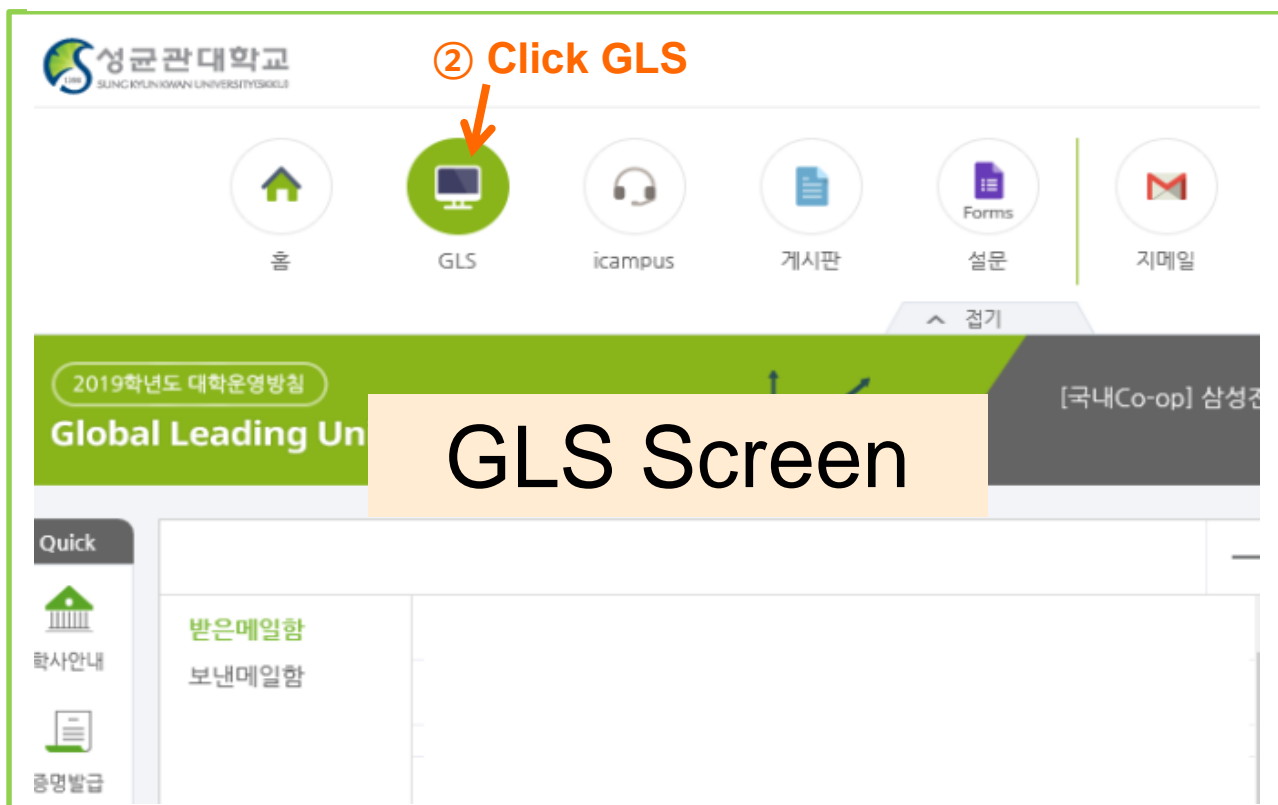 성균관대학교
② Click GLS
Forms
홈
GLS
icampus
게시판
설문
지메일
접기
2019학년도 대학운영방침
[국내Co-op] 삼성전
Global Leading Un
GLS Screen
Quick
받은메일함
학사안내
보낸메일함
증명발급